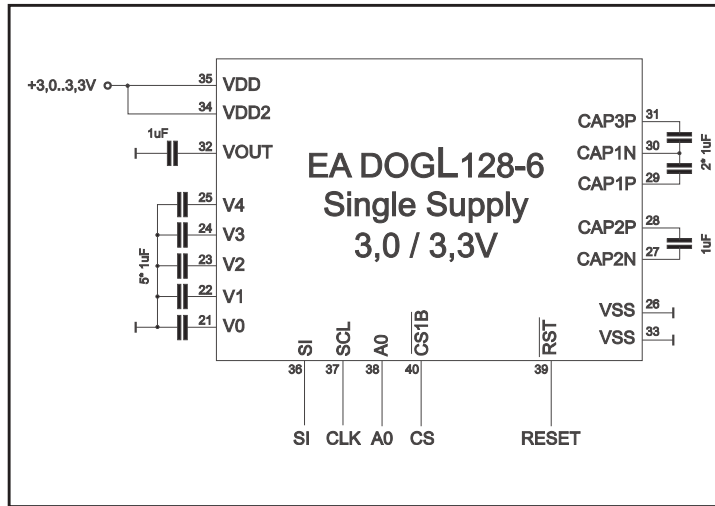 +3,0..3,3V
35 VDD
34 VDD2
1uF
32 VOUT
25 V4
24 V3
23 V2
22 V1
21 V0
5* 1uF
EA DOGL128-6
Single Supply
3,0 / 3,3V
CAP3P 31
CAP1N 30
CAP1P 29
2* 1uF
CAP2P 28
CAP2N 27
1uF
VSS 26
VSS 33
SI SCL A0 CS1B RST
36 37 38 40 39
SI CLK A0 CS RESET